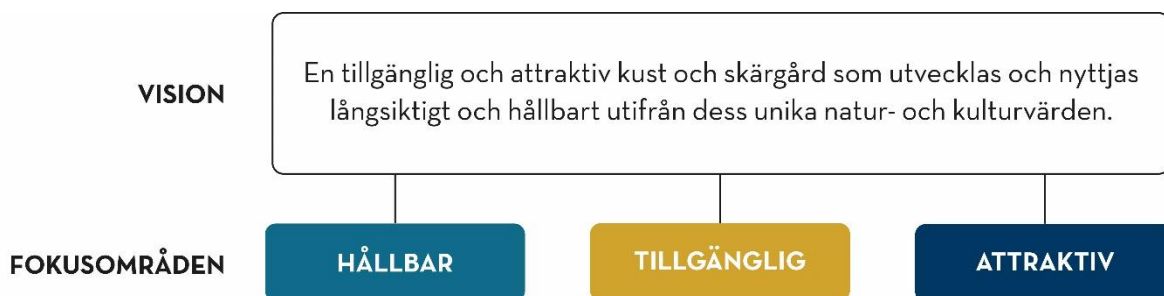 VISION
En tillgänglig och attraktiv kust och skärgård som utvecklas och nyttjas
långsiktigt och hållbart utifrån dess unika natur- och kulturvärden.
FOKUSOMRÅDEN
HÅLLBAR
TILLGÄNGLIG
ATTRAKTIV